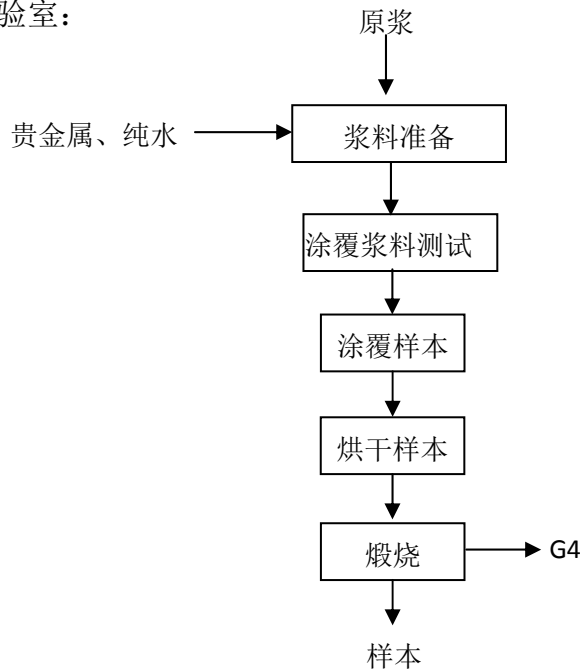 验室：
原浆
贵金属、纯水
浆料准备
涂覆浆料测试
涂覆样本
烘干样本
煅烧
G4
样本